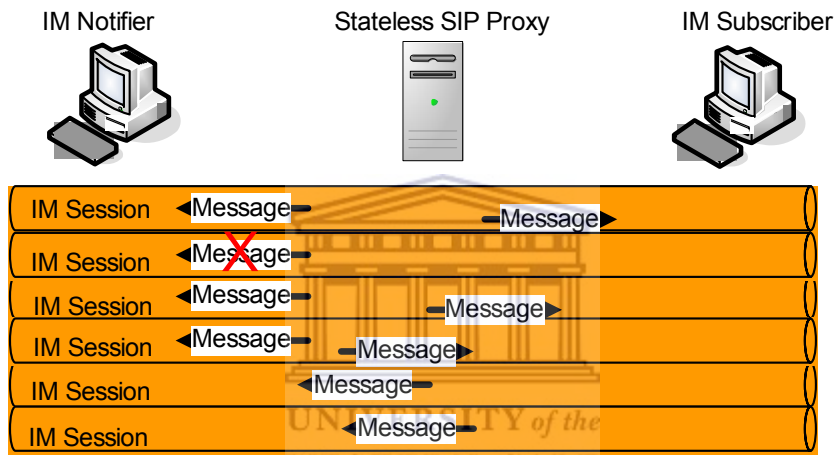 IM Notifier Stateless SIP Proxy IM Subscriber
IM Session Message Message
IM Session Message
IM Session Message Message
IM Session Message Message
IM Session Message
UNIVERSITY of the
IM Session Message